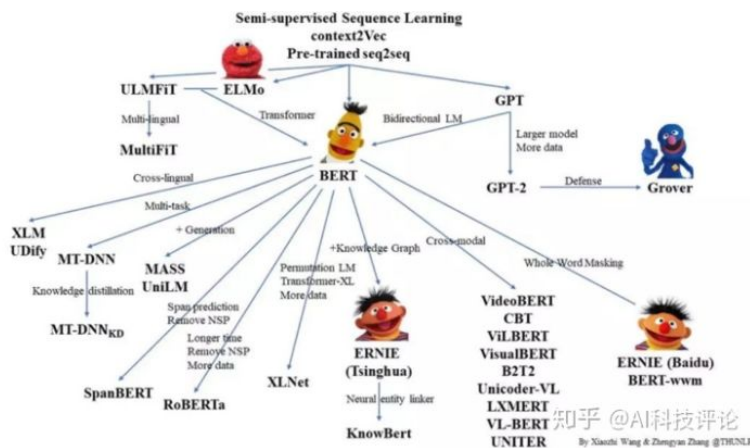 Semi-supervised Sequence Learning
context2Vec
Pre-trained seq2seq
ULMFiT
ELMo
GPT
Multi-lingual
Transformer
Bidirectional LM
Larger model
More data
MultiFiT
BERT
GPT-2
Defense
Grover
Cross-lingual
Multi-task
+ Generation
+Knowledge Graph
Cross-modal
Whole Word Masking
XLM
UDify
MT-DNN
MASS
UniLM
Permutation LM
Transformer-XL
More data
Knowledge distillation
Span prediction
Remove NSP
VideoBERT
CBT
ViLBERT
VisualBERT
B2T2
Unicoder-VL
LXMERT
VL-BERT
UNITER
MT-DNNKD
Longer time
Remove NSP
More data
ERNIE
(Tsinghua)
ERNIE (Baidu)
BERT-wwm
SpanBERT
RoBERTa
XLNet
Neural entity linker
KnowBert
知乎 @AI科技评论
By Xiaozhi Wang & Zhengyan Zhang @THUNLP